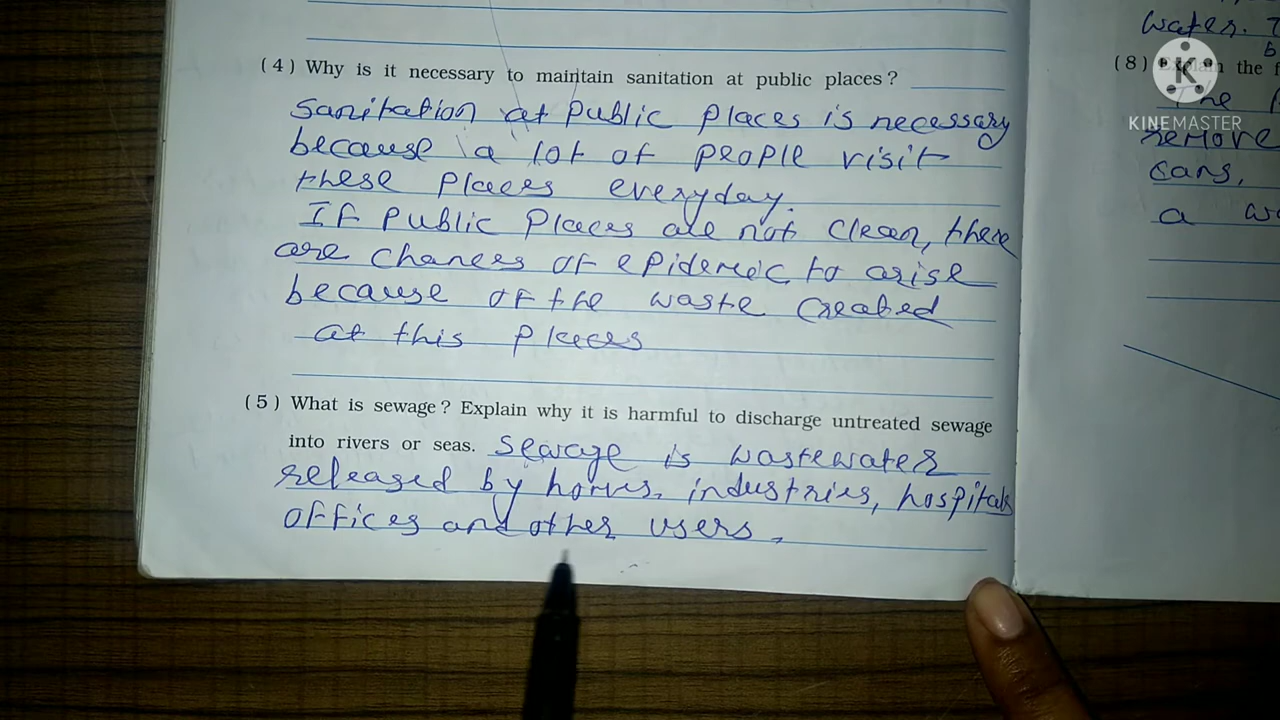 (4) Why is it necessary to maintain sanitation at public places?
Sanitation at public places is necessary
because a lot of people visit
these places everyday.
If public places are not clean, there
are chances of epidemic to arise
because of the waste created
at this places
(5) What is sewage? Explain why it is harmful to discharge untreated sewage
into rivers or seas. Sewage is wastewater
released by homes, industries, hospitals
offices and other users,
water.
(8) the
remove
cars,
a
K
KINEMASTER